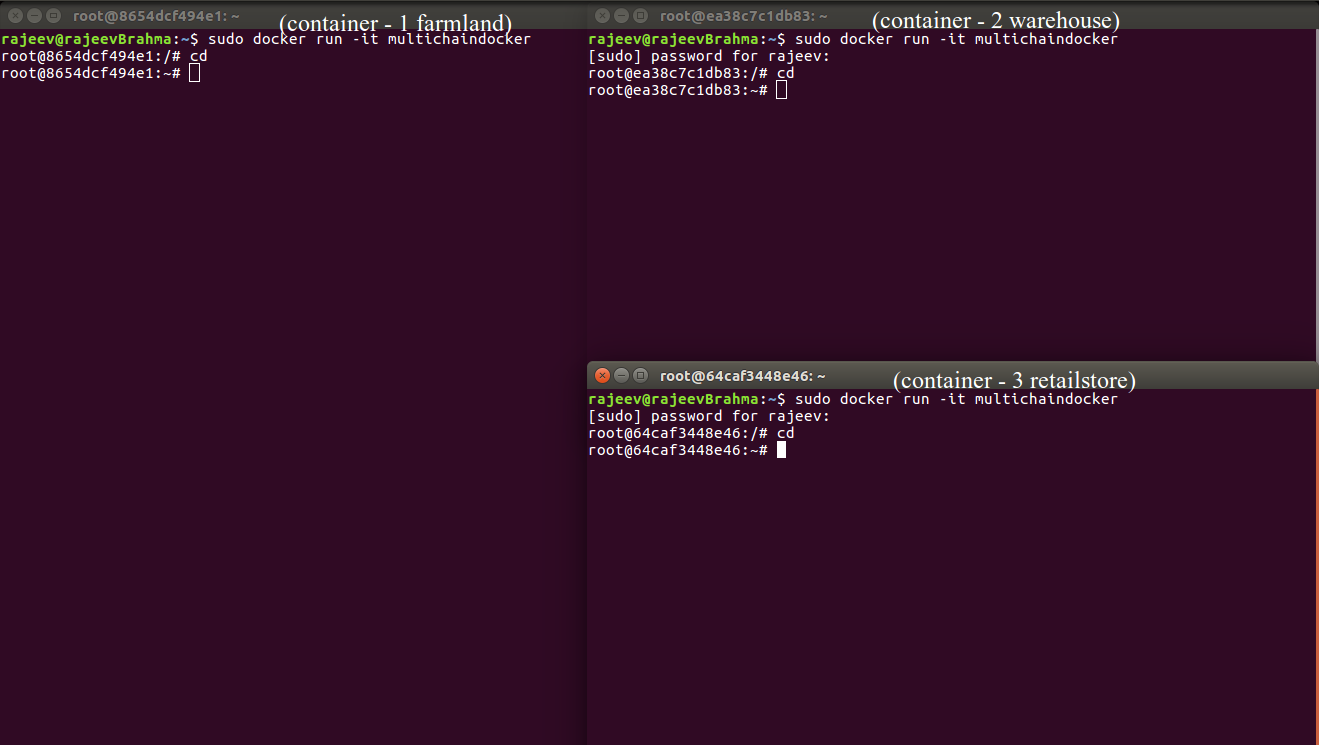 root@8654dcf494e1: ~
(container - 1 farmland)
rajeev@rajeevBrahma:~$ sudo docker run -it multichaindocker
root@8654dcf494e1:/# cd
root@8654dcf494e1:~#
root@ea38c7c1db83: ~
(container - 2 warehouse)
rajeev@rajeevBrahma:~$ sudo docker run -it multichaindocker
[sudo] password for rajeev:
root@ea38c7c1db83:/# cd
root@ea38c7c1db83:~#
root@64caf3448e46: ~
(container - 3 retailstore)
rajeev@rajeevBrahma:~$ sudo docker run -it multichaindocker
[sudo] password for rajeev:
root@64caf3448e46:/# cd
root@64caf3448e46:~#